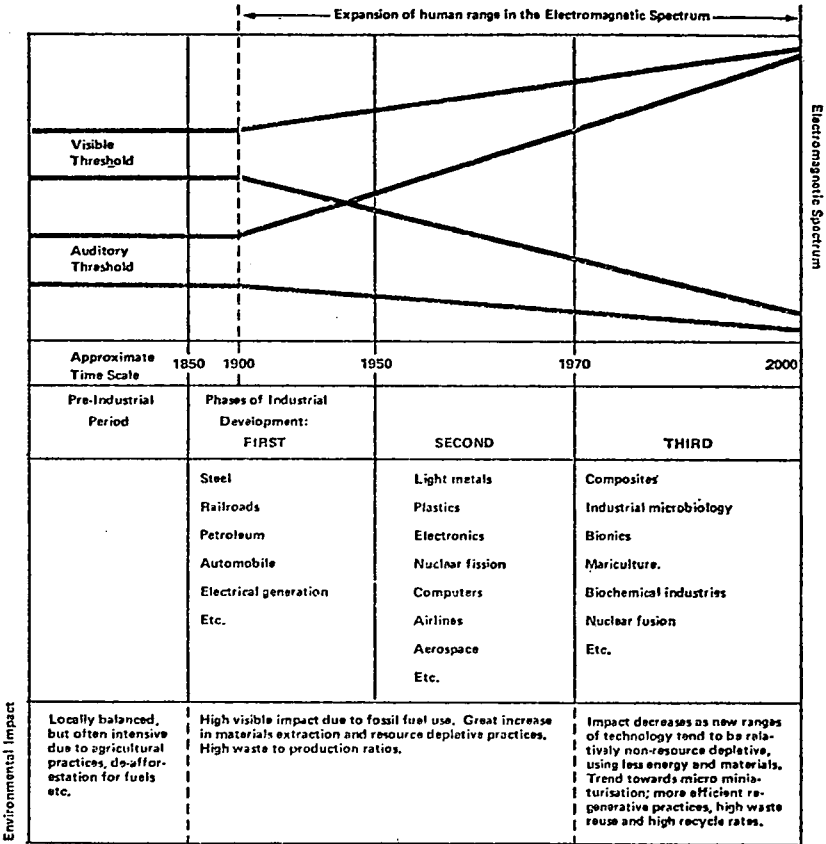 Expansion of human range in the Electromagnetic Spectrum
Electromagnetic Spectrum
Visible
Threshold
Auditory
Threshold
Approximate
Time Scale
1850 1900 1950 1970 2000
Pre-Industrial
Period
Phases of Industrial
Development:
FIRST
SECOND
THIRD
Steel
Railroads
Petroleum
Automobile
Electrical generation
Etc.
Light metals
Plastics
Electronics
Nuclear fission
Computers
Airlines
Aerospace
Etc.
Composites
Industrial microbiology
Bionics
Mariculture.
Biochemical industries
Nuclear fusion
Etc.
Environmental Impact
Locally balanced,
but often intensive
due to agricultural
practices, de-affor-
estation for fuels
etc.
High visible impact due to fossil fuel use. Great increase
in materials extraction and resource depletive practices.
High waste to production ratios.
Impact decreases as new ranges
of technology tend to be rela-
tively non-resource depletive,
using less energy and materials.
Trend towards micro minia-
turisation; more efficient re-
generative practices, high waste
reuse and high recycle rates.